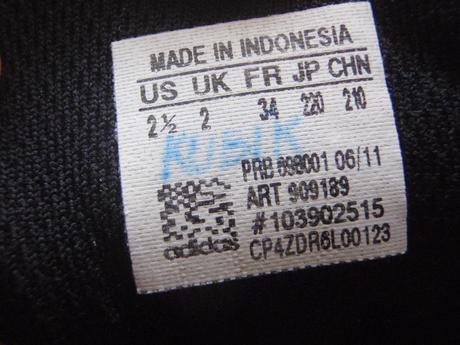 MADE IN INDONESIA
US UK FR JP CHN
2½ 2 34 220 210
KUBIK
PRB 698001 06/11
ART 909189
#103902515
adidas CP4ZDR6L00123